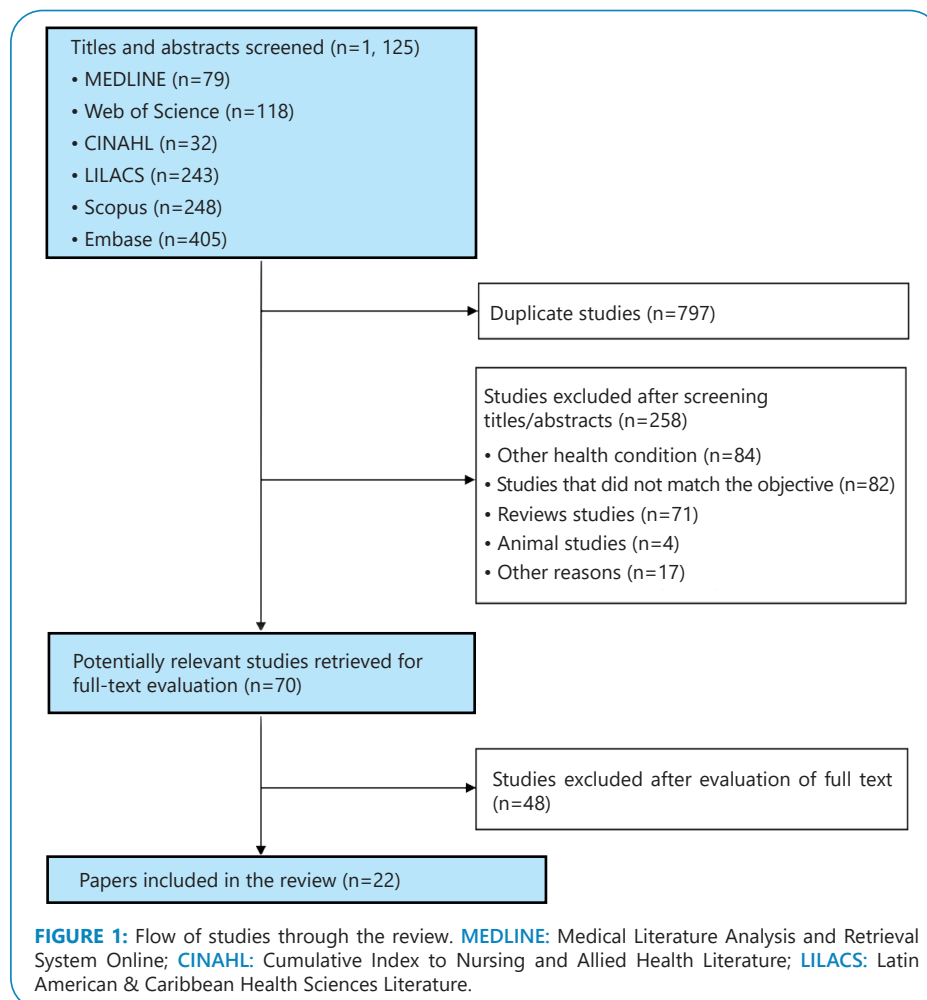 Titles and abstracts screened (n=1, 125)
• MEDLINE (n=79)
• Web of Science (n=118)
• CINAHL (n=32)
• LILACS (n=243)
• Scopus (n=248)
• Embase (n=405)
Duplicate studies (n=797)
Studies excluded after screening
titles/abstracts (n=258)
• Other health condition (n=84)
• Studies that did not match the objective (n=82)
• Reviews studies (n=71)
• Animal studies (n=4)
• Other reasons (n=17)
Potentially relevant studies retrieved for
full-text evaluation (n=70)
Studies excluded after evaluation of full text
(n=48)
Papers included in the review (n=22)
FIGURE 1: Flow of studies through the review. MEDLINE: Medical Literature Analysis and Retrieval
System Online; CINAHL: Cumulative Index to Nursing and Allied Health Literature; LILACS: Latin
American & Caribbean Health Sciences Literature.